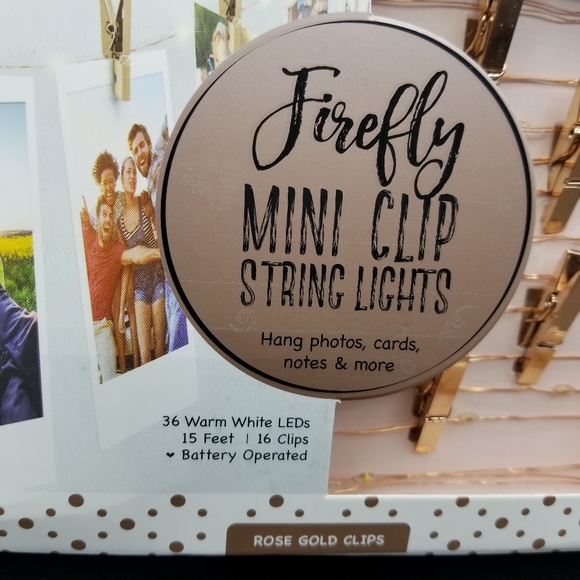 Firefly
MINI CLIP
STRING LIGHTS
Hang photos, cards,
notes & more
36 Warm White LEDs
15 Feet | 16 Clips
❤ Battery Operated
ROSE GOLD CLIPS